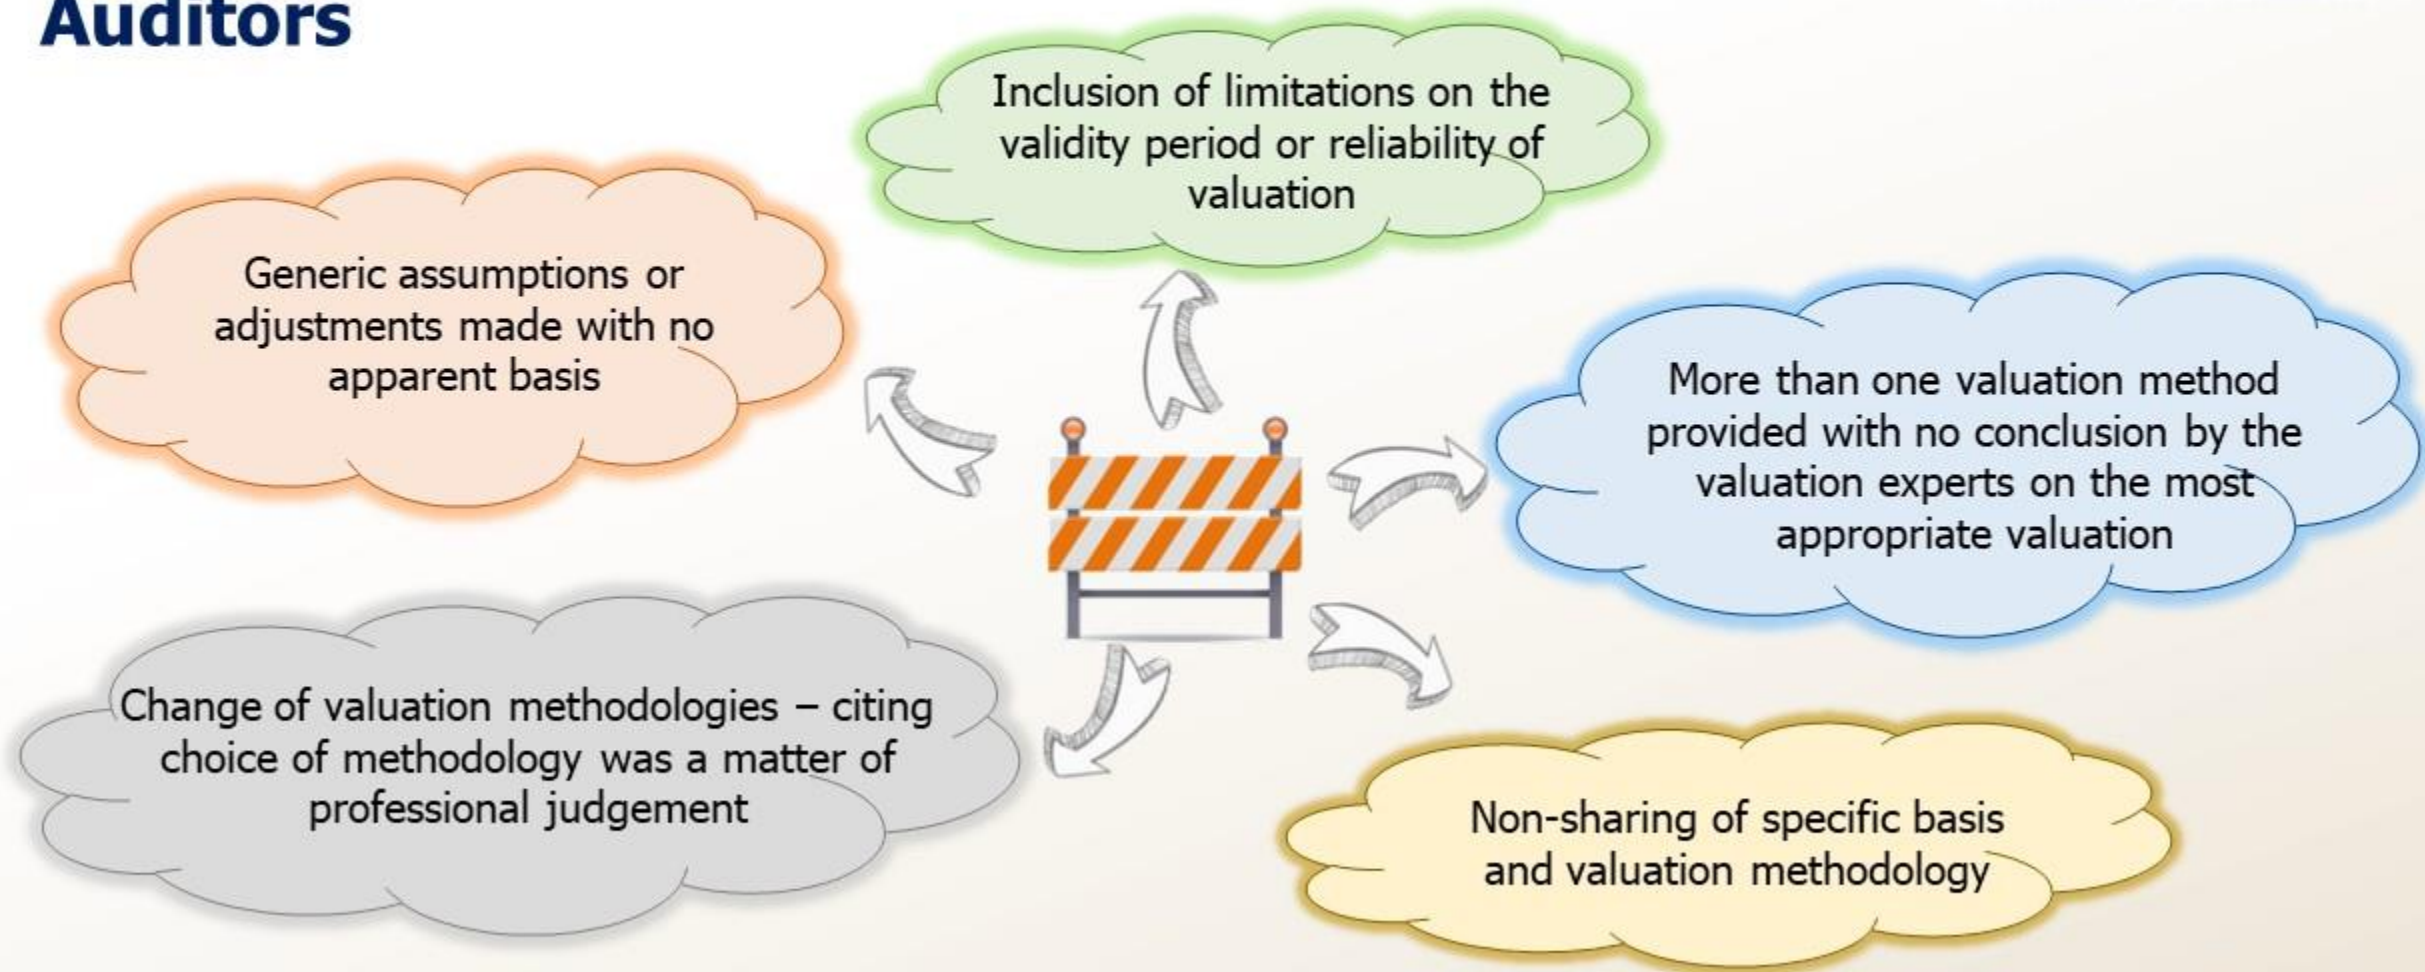 Auditors
Inclusion of limitations on the
validity period or reliability of
valuation
Generic assumptions or
adjustments made with no
apparent basis
More than one valuation method
provided with no conclusion by the
valuation experts on the most
appropriate valuation
Change of valuation methodologies – citing
choice of methodology was a matter of
professional judgement
Non-sharing of specific basis
and valuation methodology